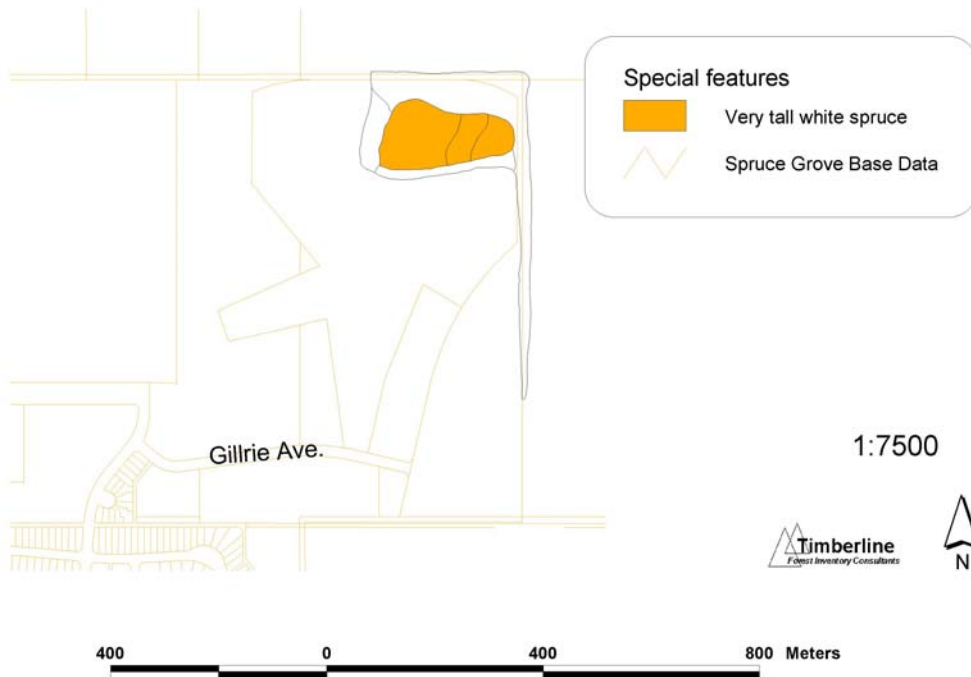 Special features
Very tall white spruce
Spruce Grove Base Data
Gillrie Ave.
1:7500
Timberline
Forest Inventory Consultants
N
400 0 400 800 Meters